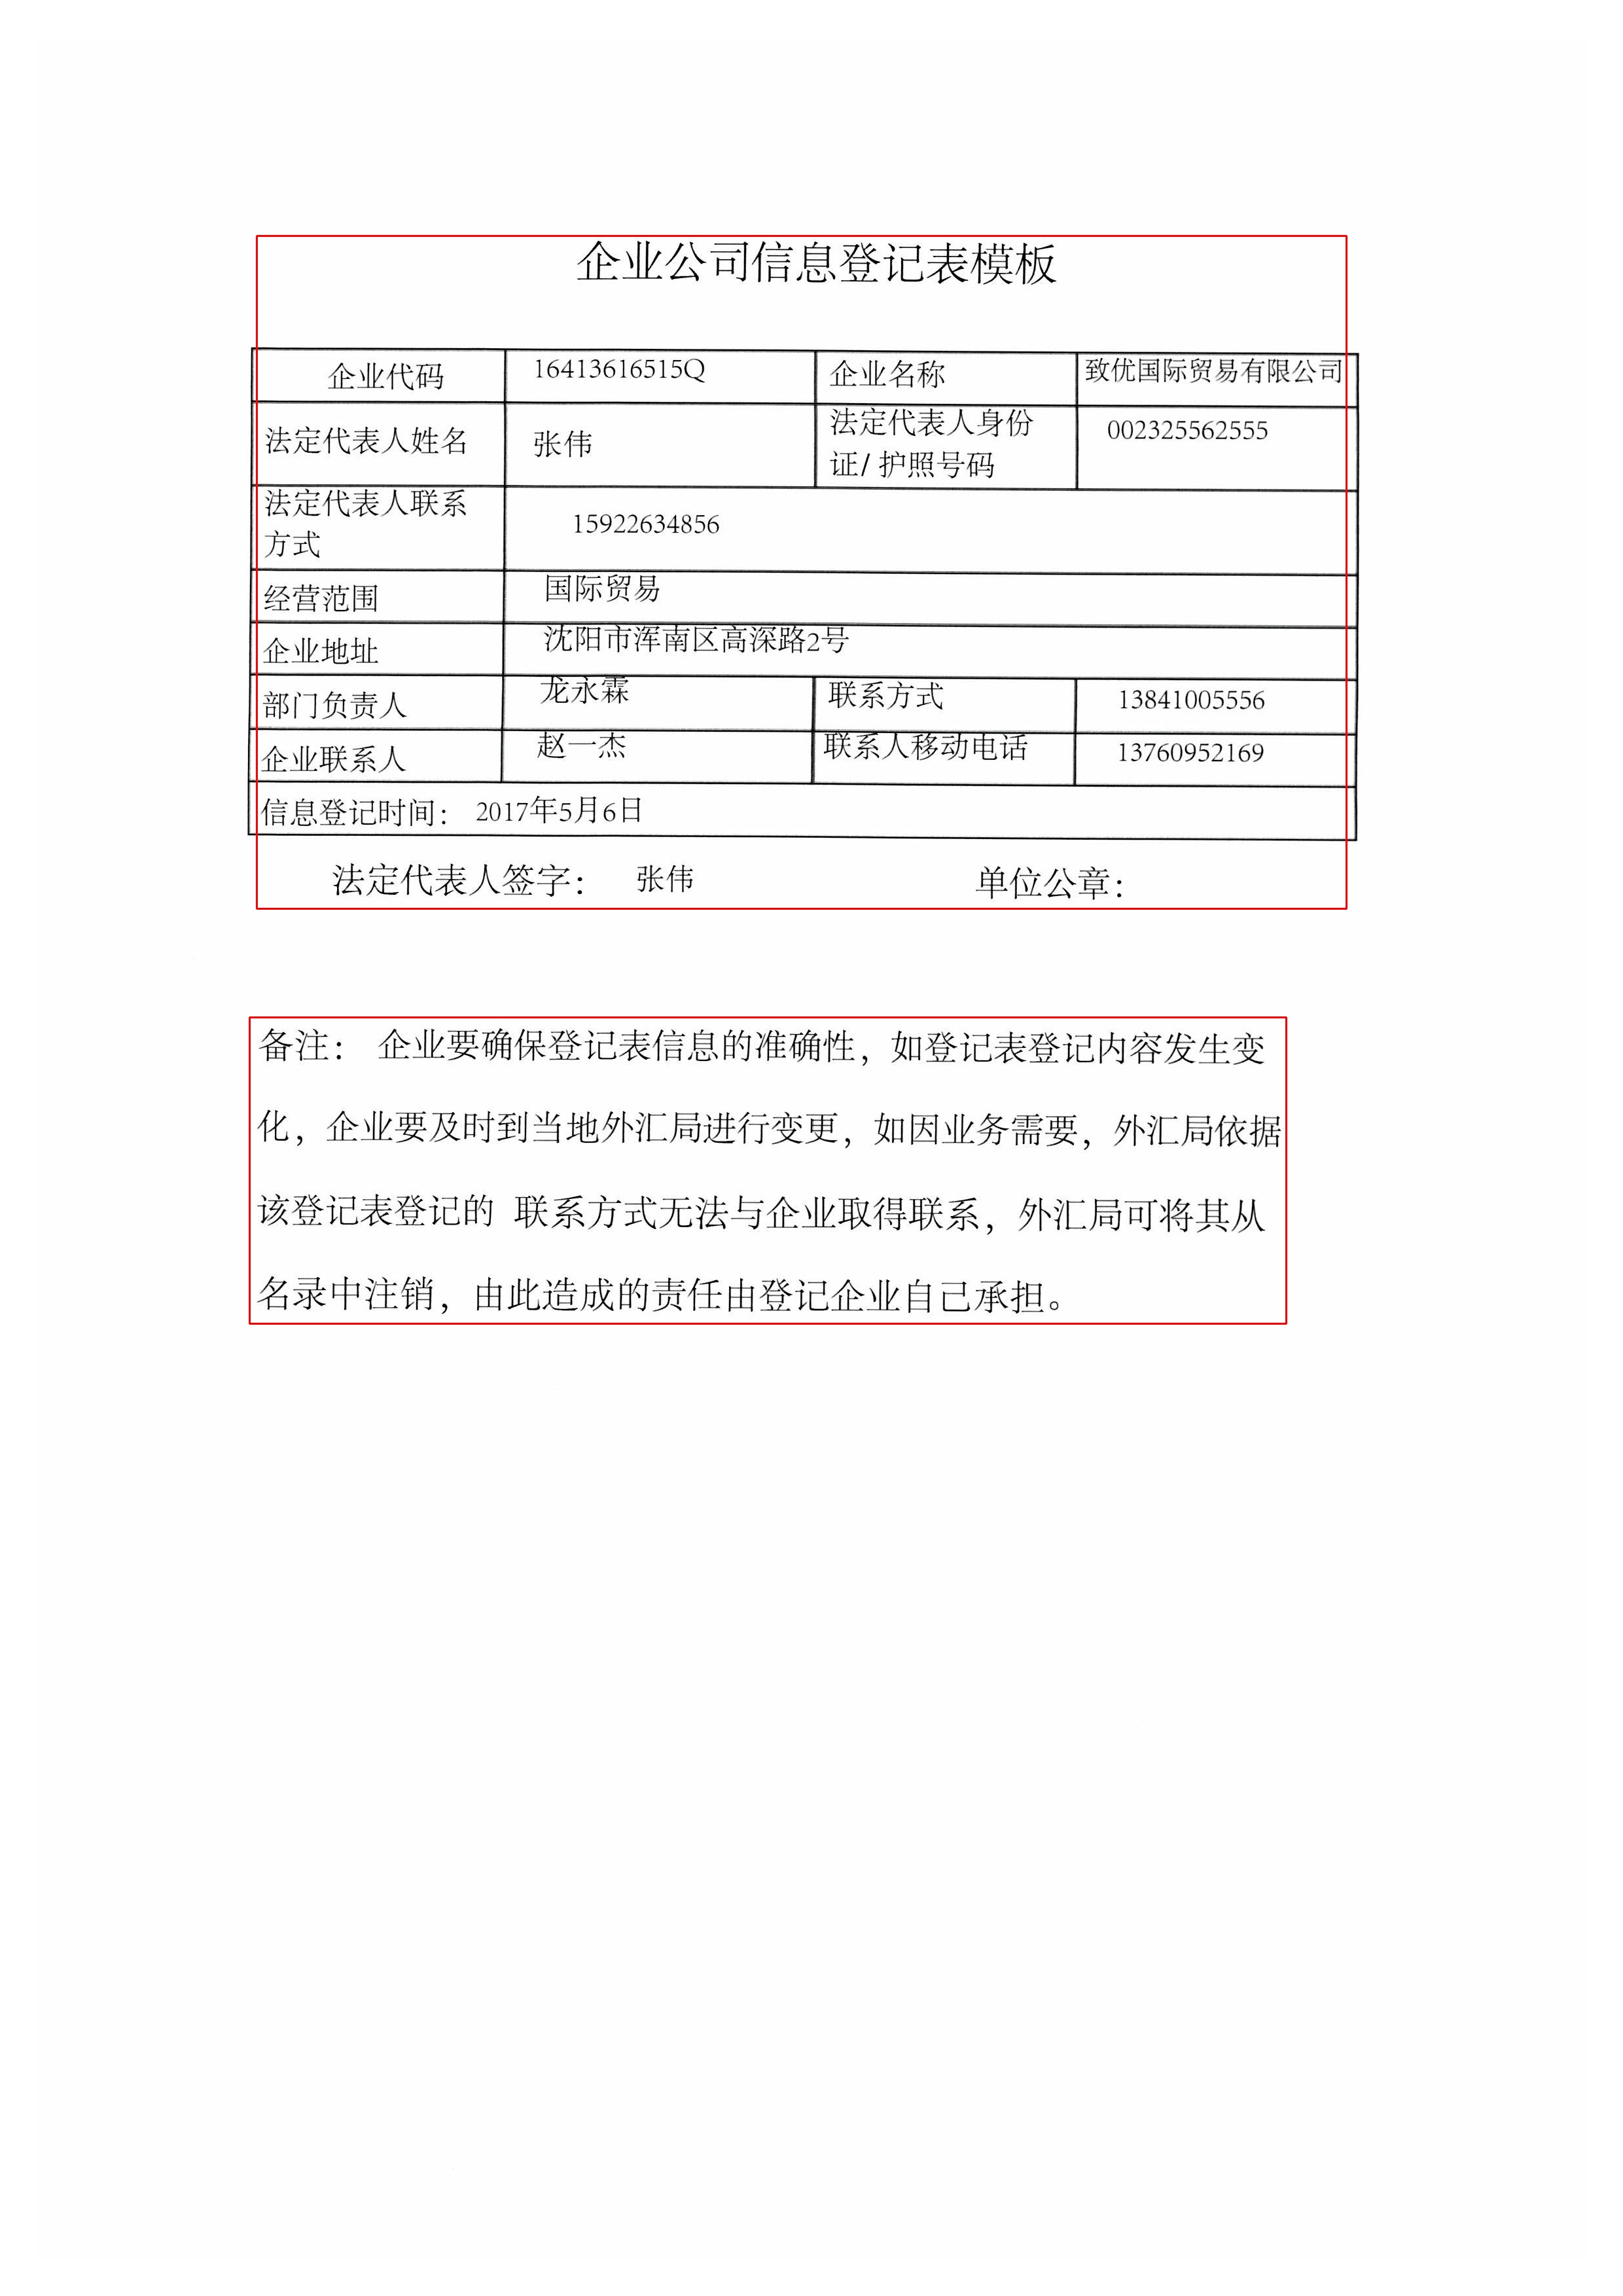 企业公司信息登记表模板
企业代码 16413616515Q 企业名称 致优国际贸易有限公司
法定代表人姓名 张伟 法定代表人身份
证/ 护照号码 002325562555
法定代表人联系
方式 15922634856
经营范围 国际贸易
企业地址 沈阳市浑南区高深路2号
部门负责人 龙永霖 联系方式 13841005556
企业联系人 赵一杰 联系人移动电话 13760952169
信息登记时间： 2017年5月6日
法定代表人签字： 张伟 单位公章：
备注： 企业要确保登记表信息的准确性，如登记表登记内容发生变
化，企业要及时到当地外汇局进行变更，如因业务需要，外汇局依据
该登记表登记的 联系方式无法与企业取得联系，外汇局可将其从
名录中注销，由此造成的责任由登记企业自己承担。